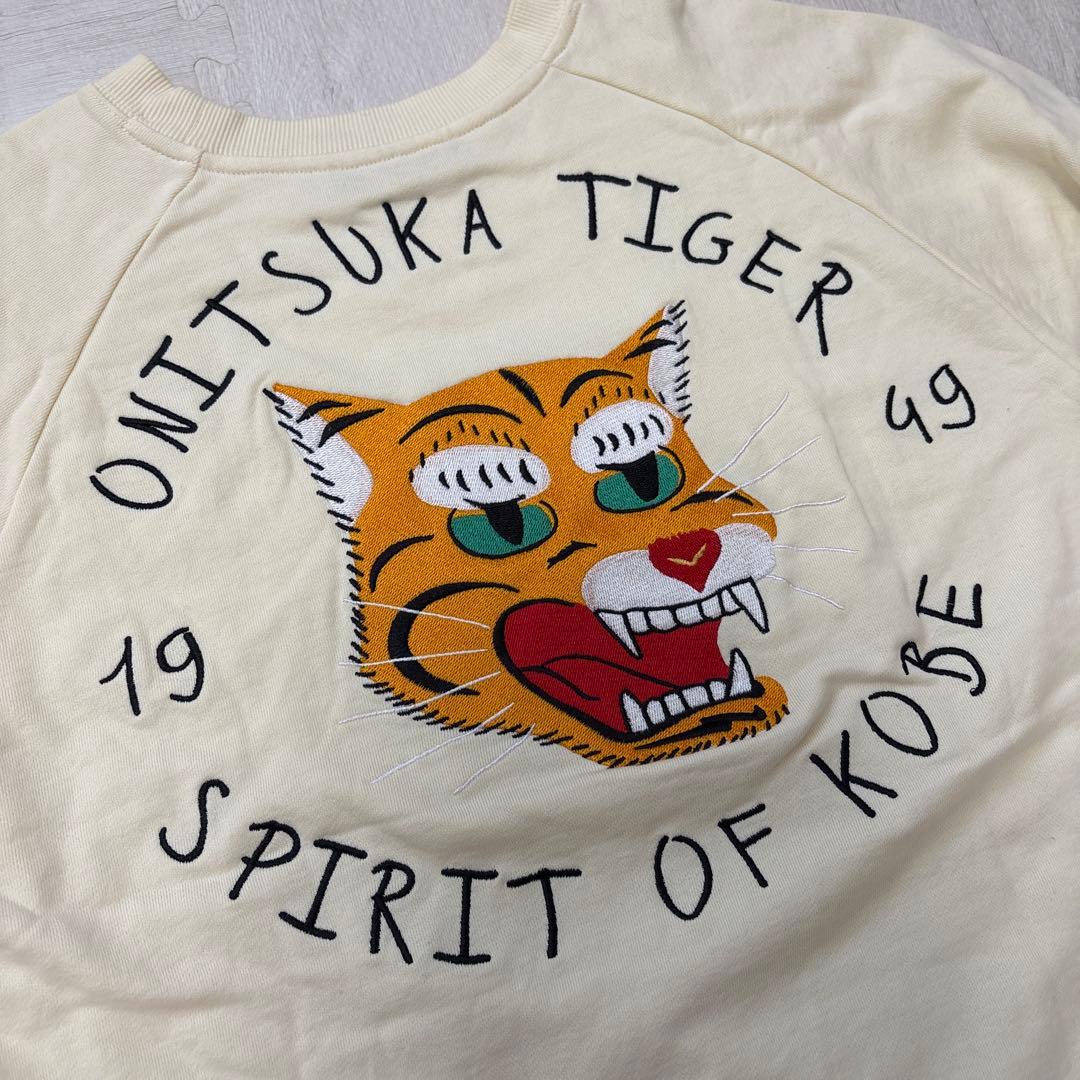 ONITSUKA TIGER
19 49
SPIRIT OF KOBE